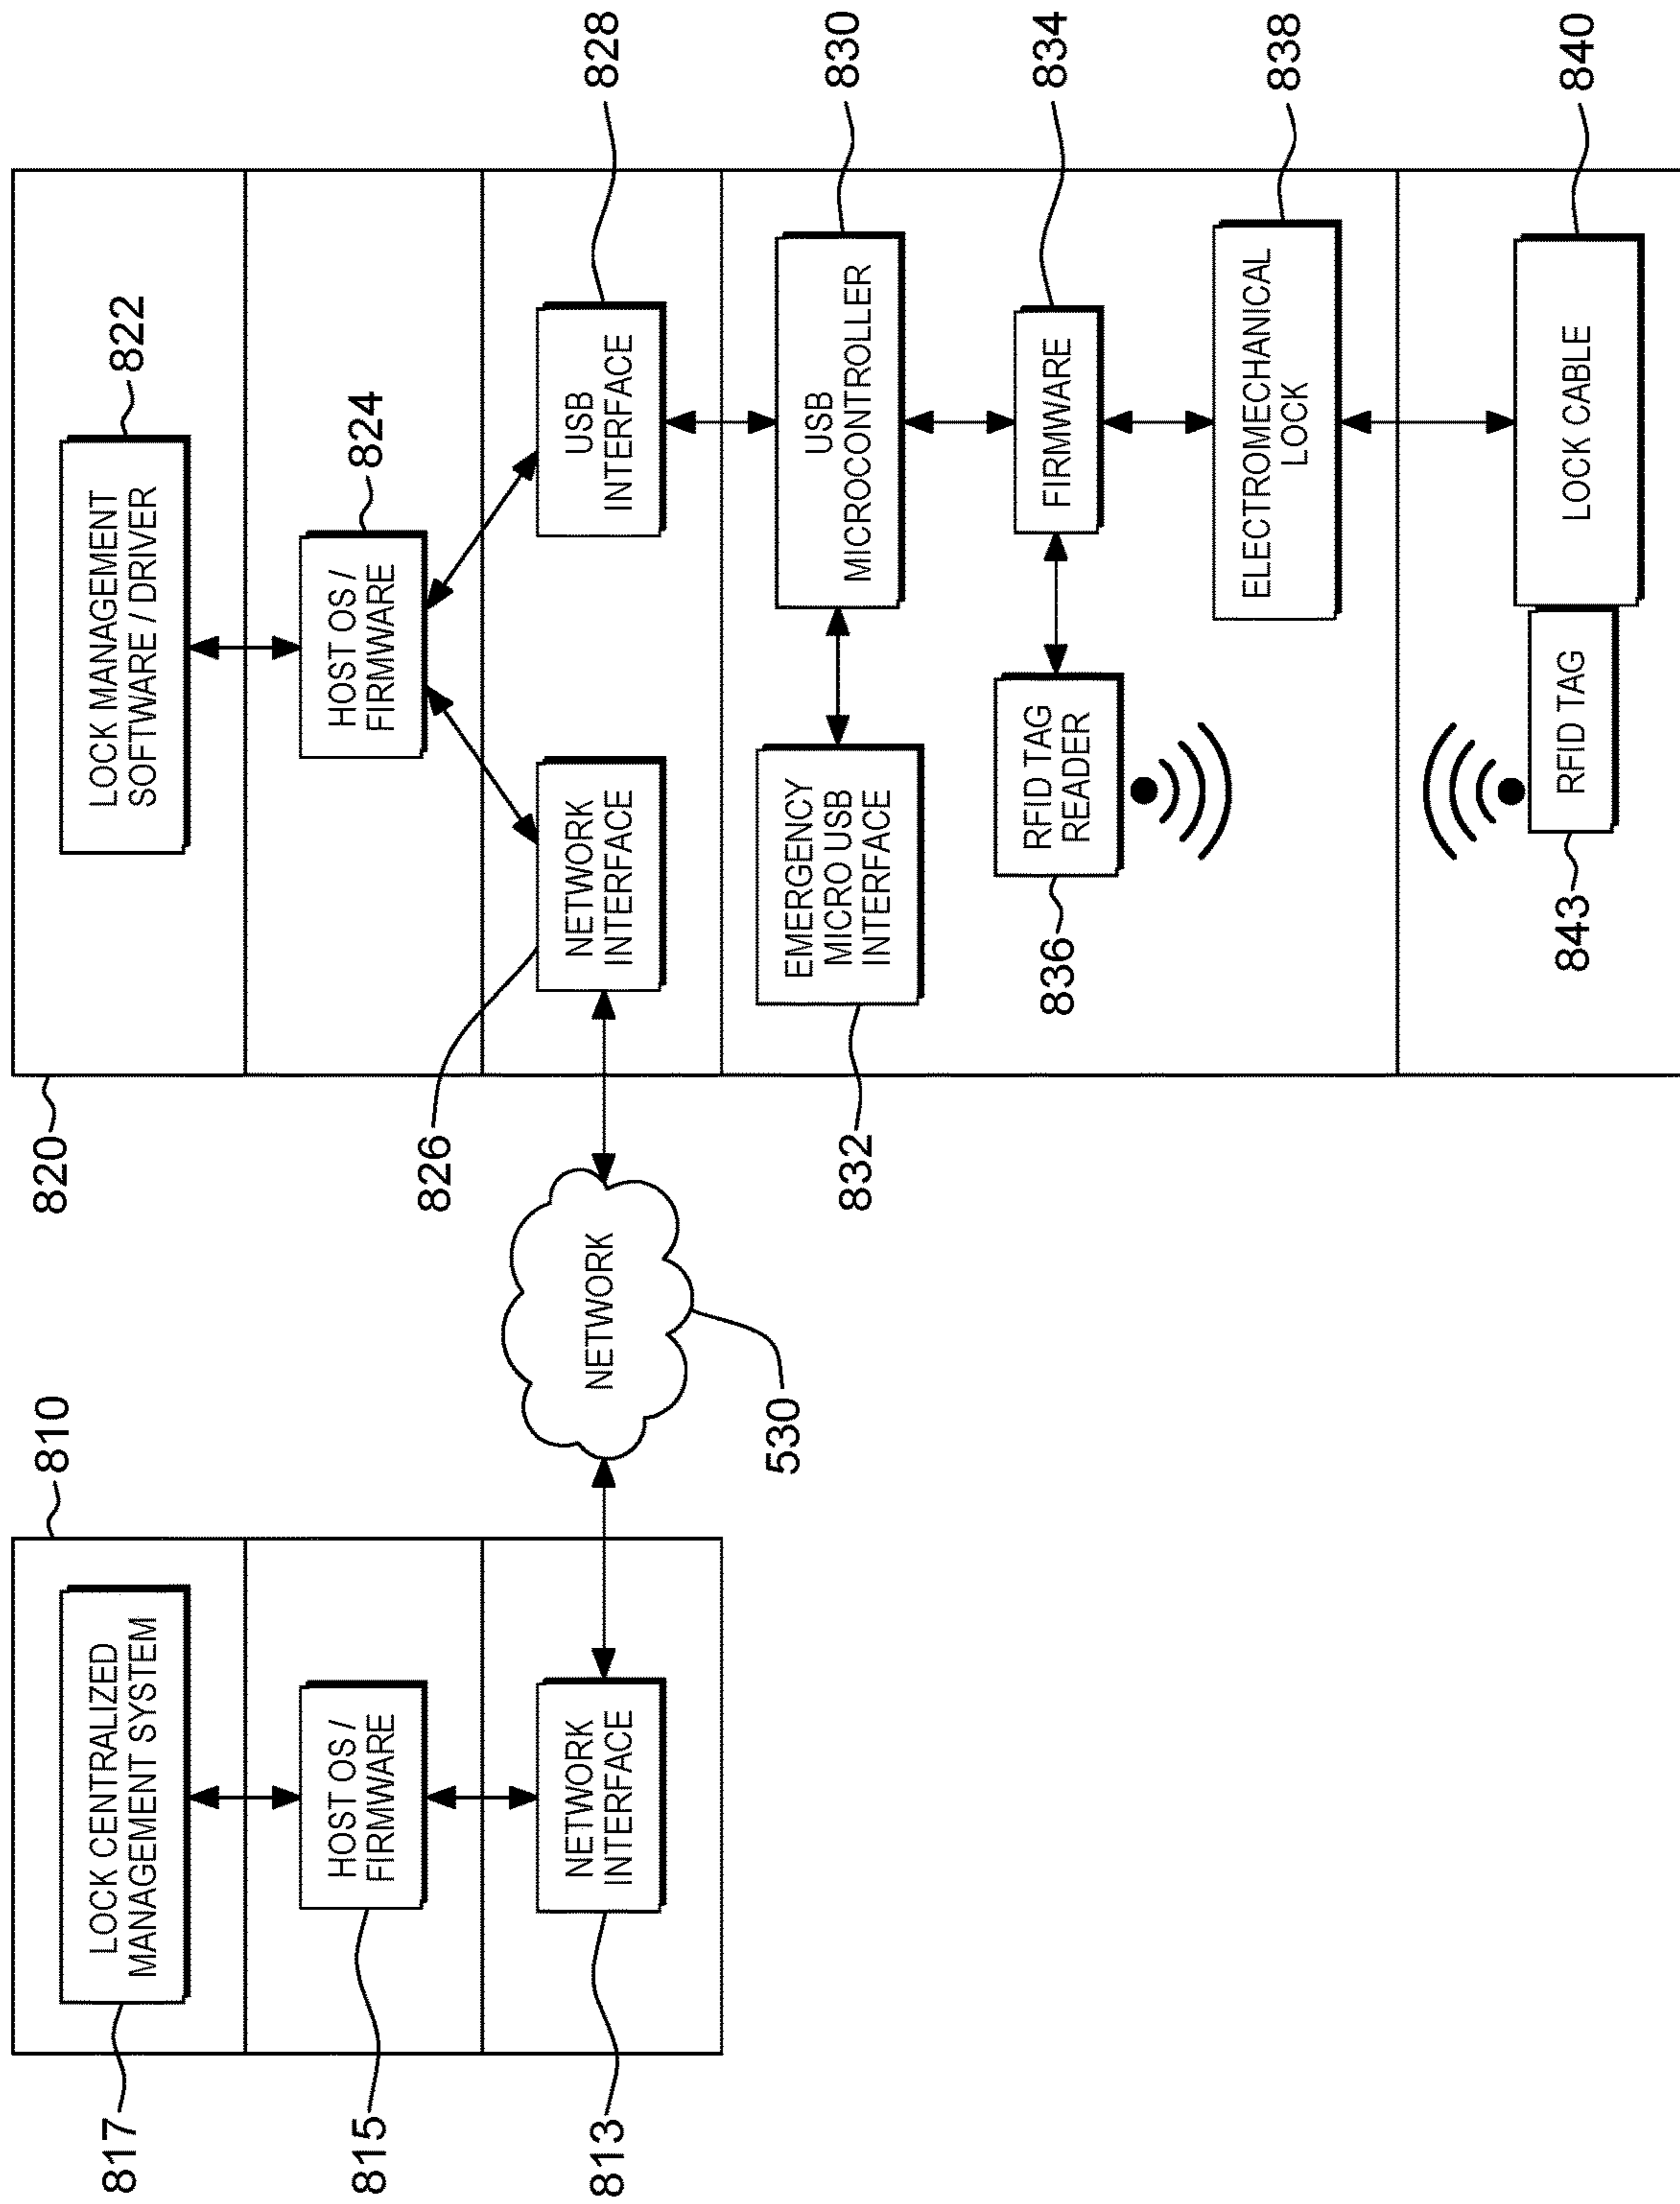 810
LOCK CENTRALIZED
MANAGEMENT SYSTEM
817
HOST OS /
FIRMWARE
815
NETWORK
INTERFACE
813
NETWORK
530
820
LOCK MANAGEMENT
SOFTWARE / DRIVER
822
HOST OS /
FIRMWARE
824
NETWORK
INTERFACE
826
USB
INTERFACE
828
EMERGENCY
MICRO USB
INTERFACE
832
USB
MICROCONTROLLER
830
RFID TAG
READER
836
FIRMWARE
834
ELECTROMECHANICAL
LOCK
838
RFID TAG
843
LOCK CABLE
840